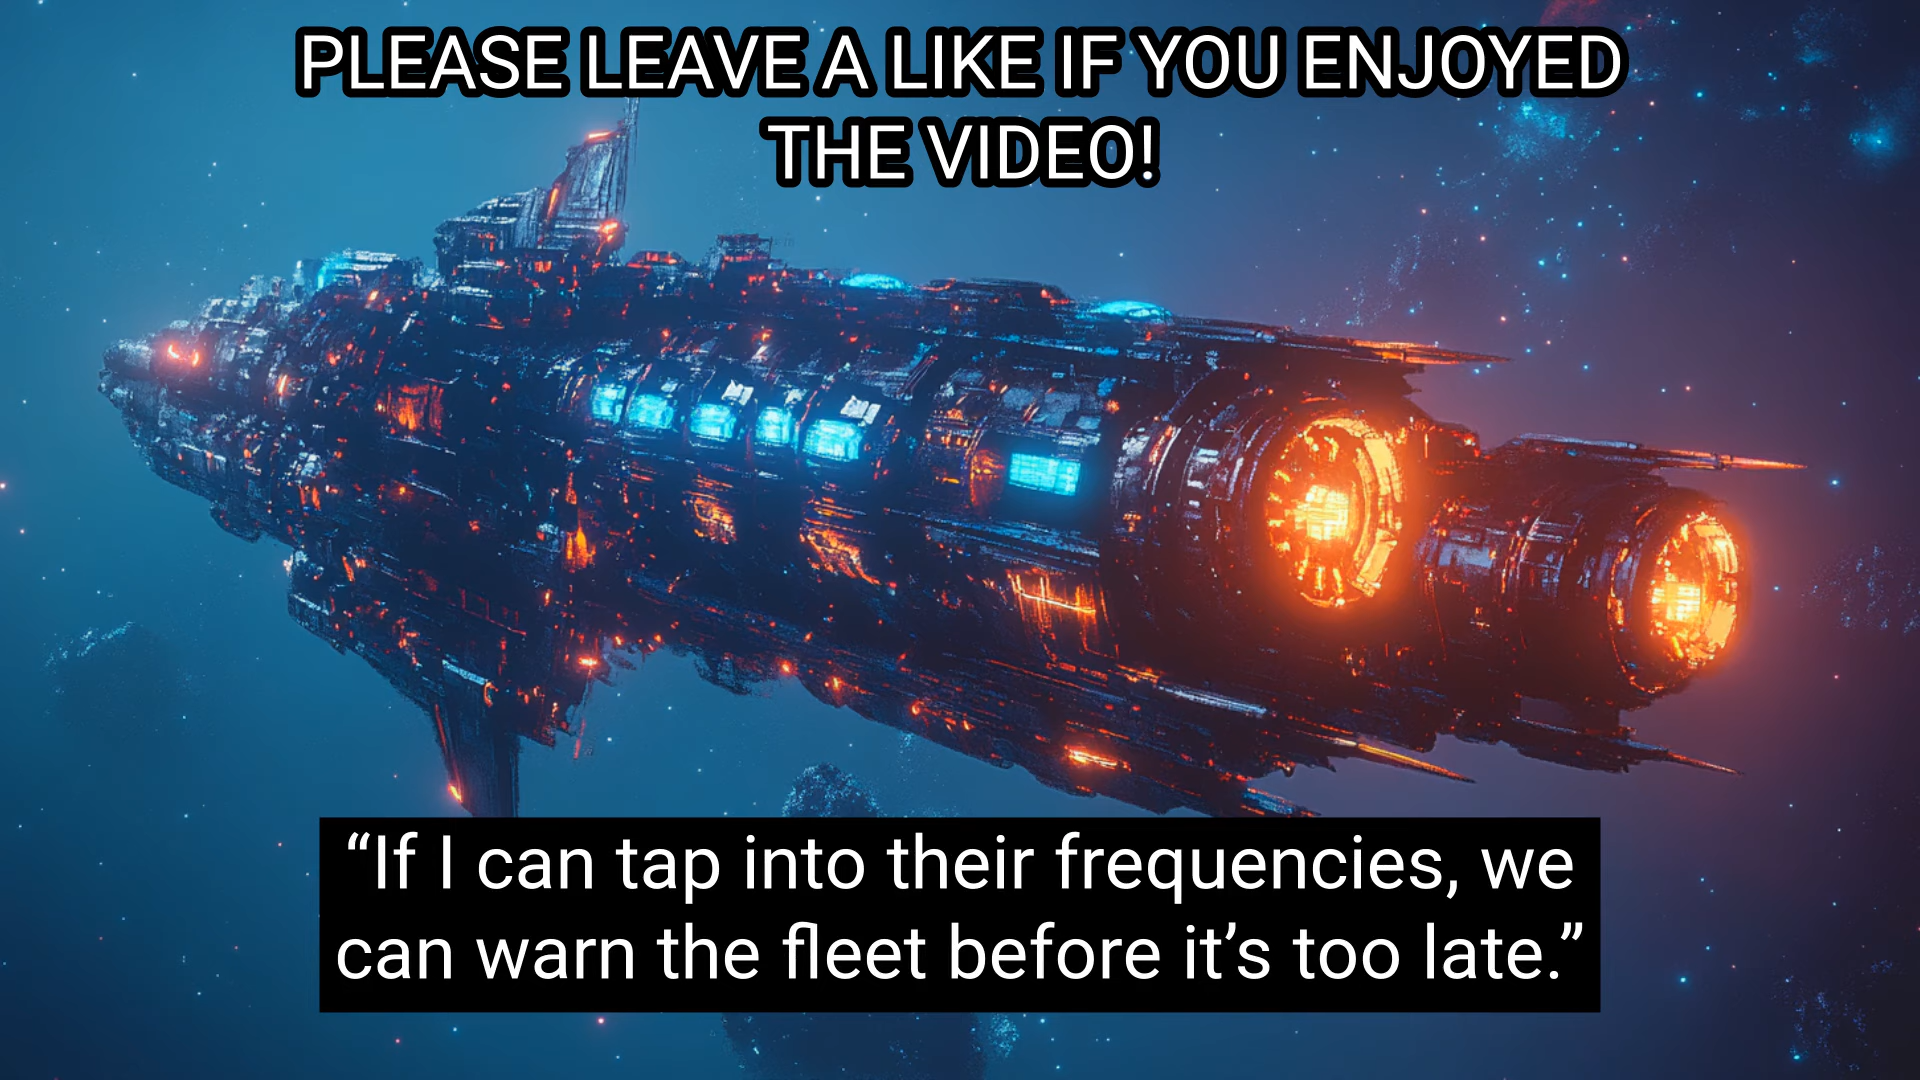 PLEASE LEAVE A LIKE IF YOU ENJOYED
THE VIDEO!
“If I can tap into their frequencies, we
can warn the fleet before it’s too late.”